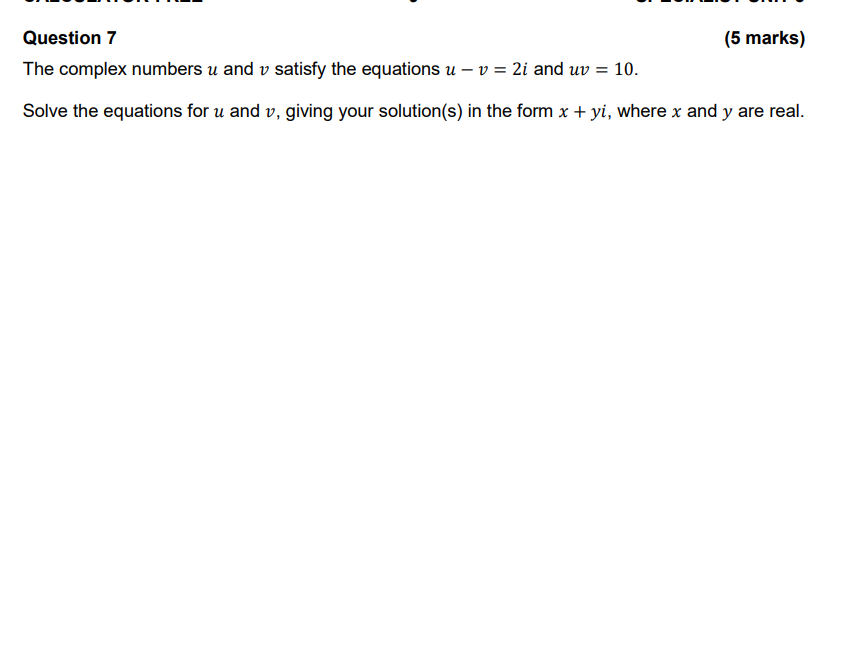 Question 7 (5 marks)
The complex numbers u and v satisfy the equations u − v = 2i and uv = 10.
Solve the equations for u and v, giving your solution(s) in the form x + yi, where x and y are real.